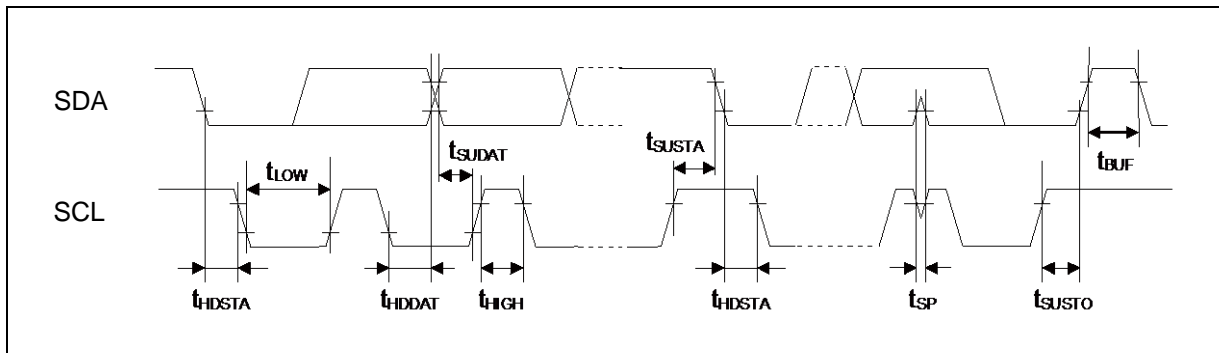 SDA
tSUDAT
tSUSTA
tBUF
tLOW
SCL
tHDSTA
tHDDAT
tHIGH
tHDSTA
tSP
tSUSTO